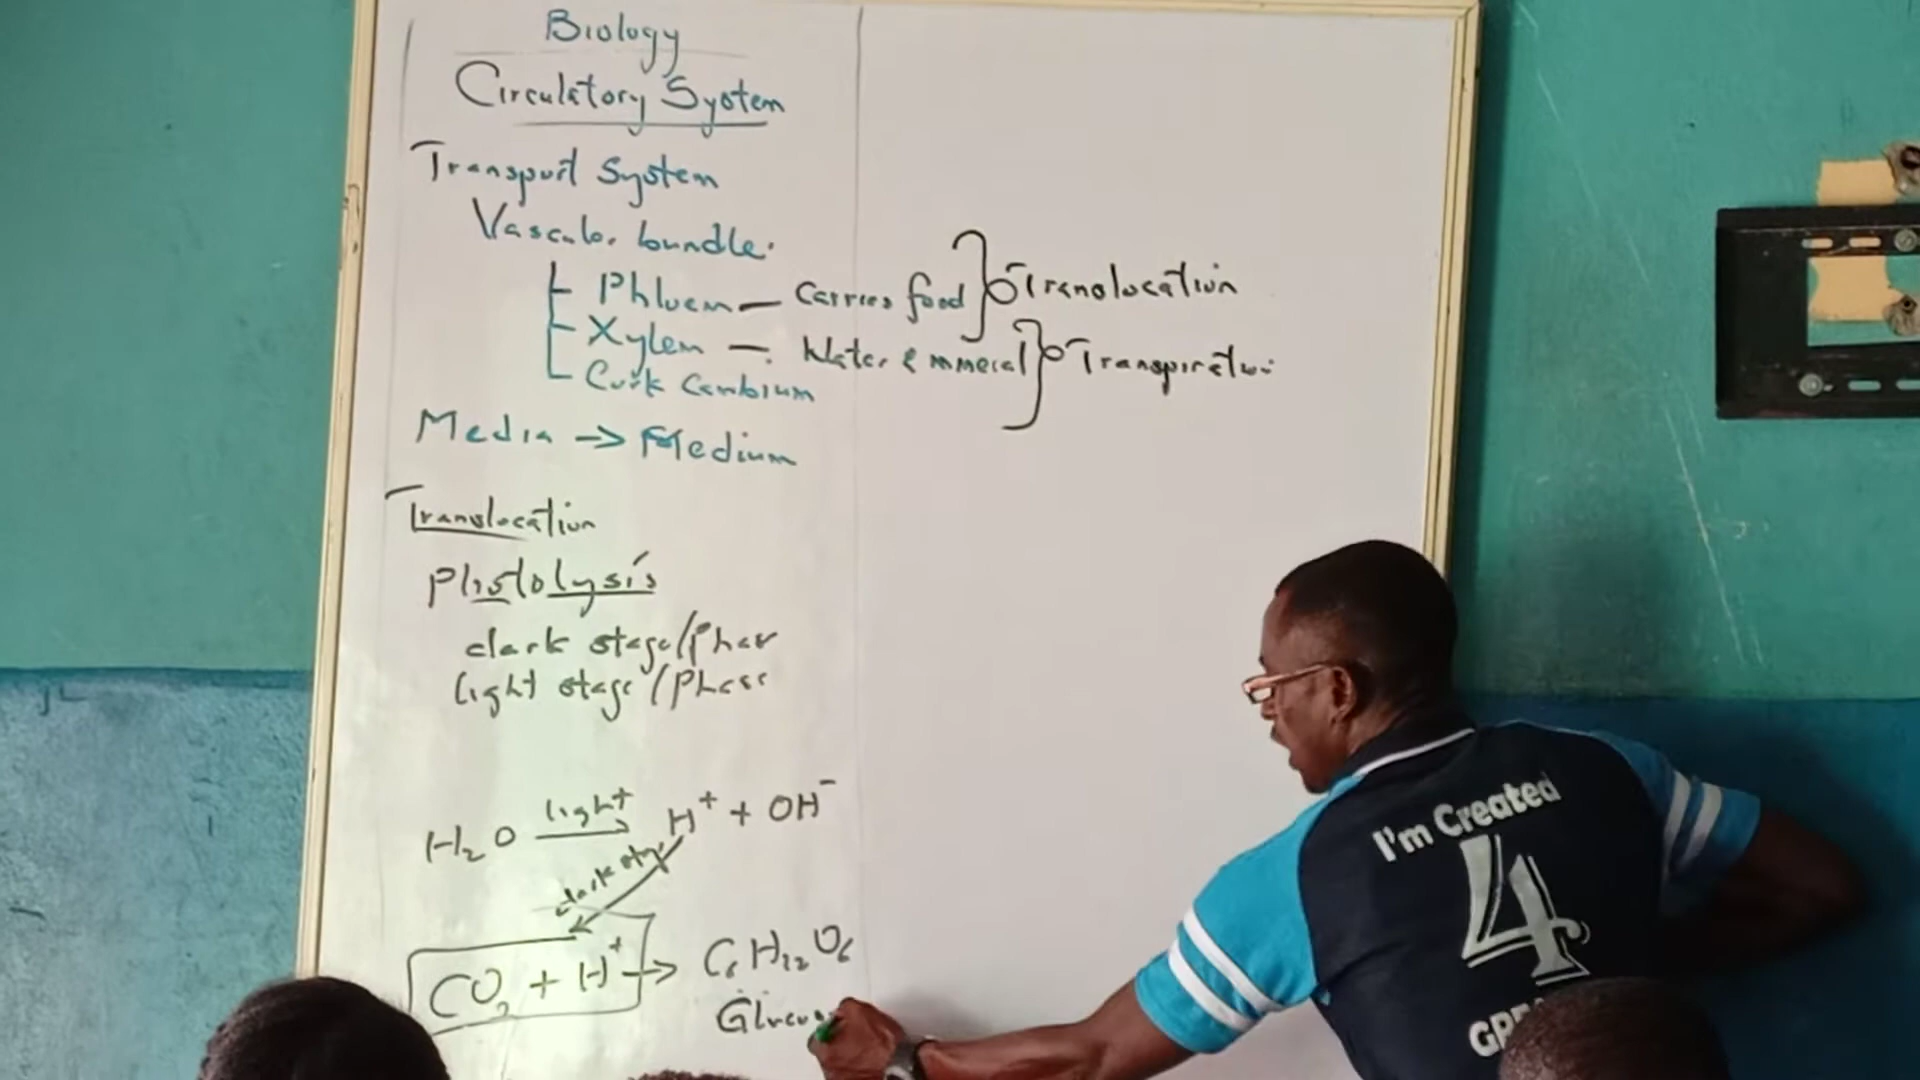 Biology
Circulatory System
Transport System
Vascular bundle.
Phloem — Carries food } Translocation
Xylem — Water & mineral } Transpiration
Cork Cambium
Media → Medium
Translocation
Photolysis
dark stage/Phase
light stage/Phase
H₂O light → H⁺ + OH⁻
dark stage
CO₂ + H⁺ → C₆H₁₂O₆
Glucose
I'm Created
4
GRE